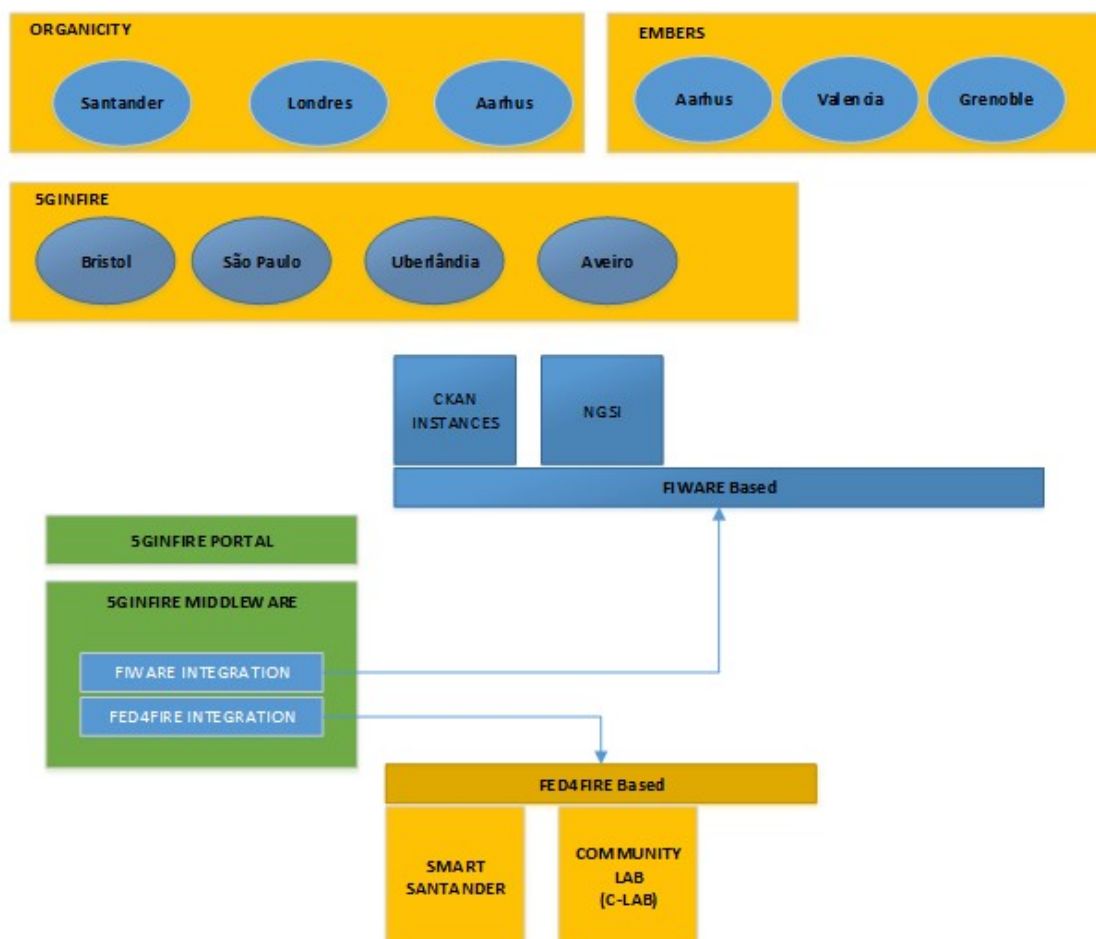 ORGANICITY
Santander
Londres
Aarhus
EMBERS
Aarhus
Valencia
Grenoble
5GINFIRE
Bristol
São Paulo
Uberlândia
Aveiro
CKAN
INSTANCES
NGSI
FIWARE Based
5GINFIRE PORTAL
5GINFIRE MIDDLEWARE
FIWARE INTEGRATION
FED4FIRE INTEGRATION
FED4FIRE Based
SMART
SANTANDER
COMMUNITY
LAB
(C-LAB)